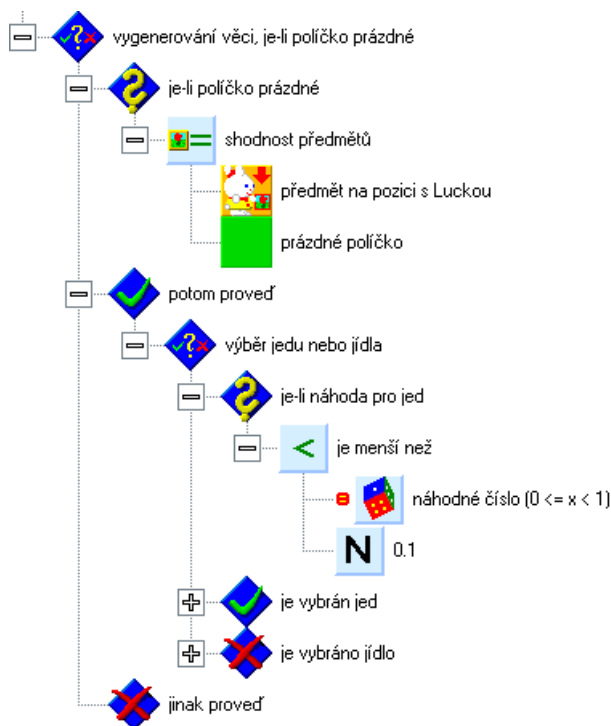 vygenerování věci, je-li políčko prázdné
je-li políčko prázdné
shodnost předmětů
předmět na pozici s Luckou
prázdné políčko
potom proveď
výběr jedu nebo jídla
je-li náhoda pro jed
je menší než
náhodné číslo (0 <= x < 1)
N 0.1
je vybrán jed
je vybráno jídlo
jinak proveď